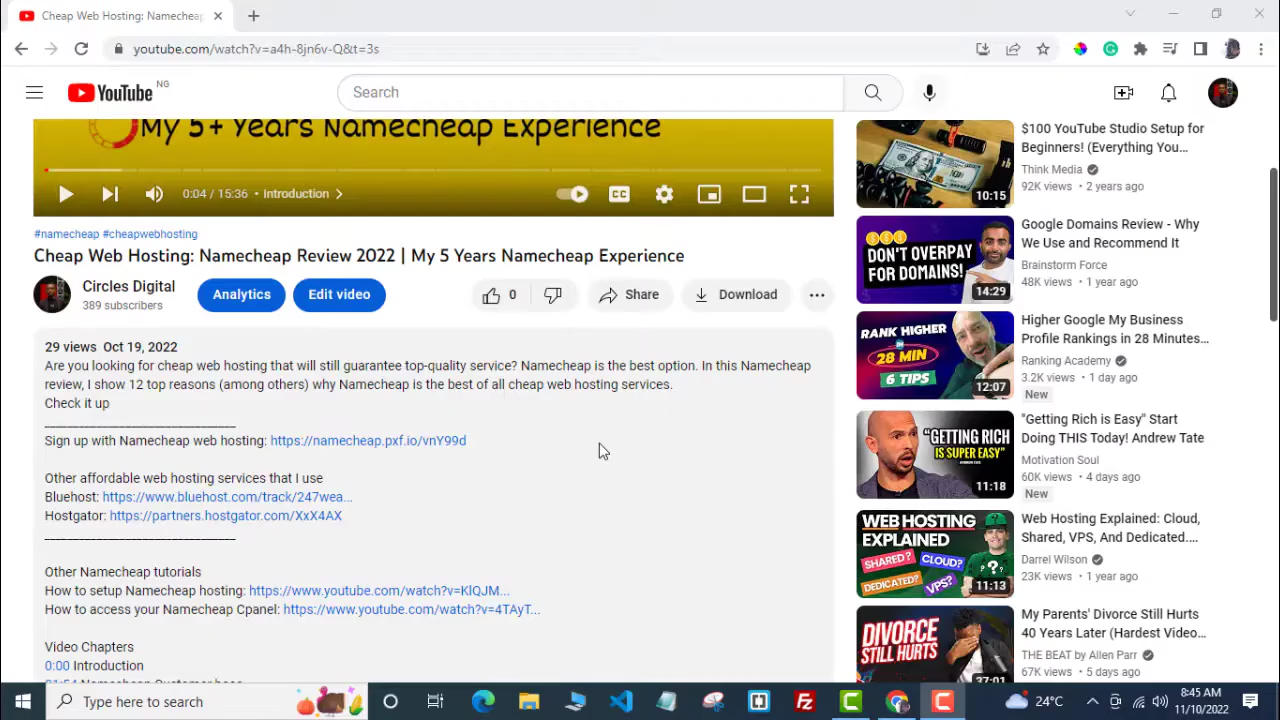 Cheap Web Hosting: Namecheap
youtube.com/watch?v=a4h-8jn6v-Q&t=3s
YouTube NG
Search
My 5+ Years Namecheap Experience
0:04 / 15:36 • Introduction
CC
#namecheap #cheapwebhosting
Cheap Web Hosting: Namecheap Review 2022 | My 5 Years Namecheap Experience
Circles Digital
389 subscribers
Analytics
Edit video
0
Share
Download
29 views Oct 19, 2022
Are you looking for cheap web hosting that will still guarantee top-quality service? Namecheap is the best option. In this Namecheap
review, I show 12 top reasons (among others) why Namecheap is the best of all cheap web hosting services.
Check it up
Sign up with Namecheap web hosting: https://namecheap.pxf.io/vnY99d
Other affordable web hosting services that I use
Bluehost: https://www.bluehost.com/track/247wea...
Hostgator: https://partners.hostgator.com/XxX4AX
Other Namecheap tutorials
How to setup Namecheap hosting: https://www.youtube.com/watch?v=KlQJM...
How to access your Namecheap Cpanel: https://www.youtube.com/watch?v=4TAyT...
Video Chapters
0:00 Introduction
10:15
$100 YouTube Studio Setup for
Beginners! (Everything You...
Think Media
92K views • 2 years ago
DON'T OVERPAY
FOR DOMAINS!
14:29
Google Domains Review - Why
We Use and Recommend It
Brainstorm Force
48K views • 1 year ago
RANK HIGHER
IN
28 MIN
6 TIPS
12:07
Higher Google My Business
Profile Rankings in 28 Minutes...
Ranking Academy
3.2K views • 1 day ago
New
"GETTING RICH
IS SUPER EASY"
11:18
"Getting Rich is Easy" Start
Doing THIS Today! Andrew Tate
Motivation Soul
60K views • 4 days ago
New
WEB HOSTING
EXPLAINED
SHARED?
CLOUD?
DEDICATED?
VPS?
11:13
Web Hosting Explained: Cloud,
Shared, VPS, And Dedicated....
Darrel Wilson
23K views • 1 year ago
DIVORCE
STILL HURTS
37:01
My Parents' Divorce Still Hurts
40 Years Later (Hardest Video...
THE BEAT by Allen Parr
67K views • 5 days ago
Type here to search
24°C
8:45 AM
11/10/2022